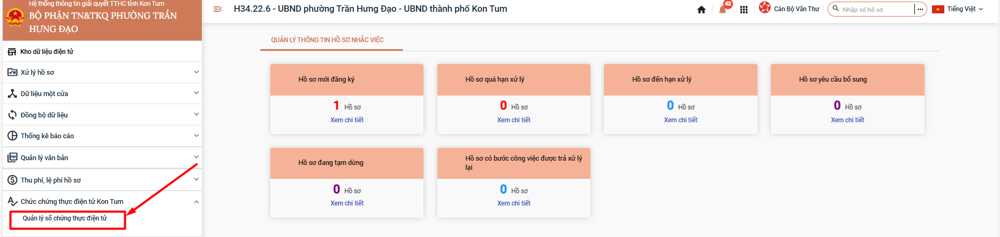 Hệ thống thông tin giải quyết TTHC tỉnh Kon Tum
BỘ PHẬN TN&TKQ PHƯỜNG TRẦN
HƯNG ĐẠO
H34.22.6 - UBND phường Trần Hưng Đạo - UBND thành phố Kon Tum
42
Cán Bộ Văn Thư
Nhập số hồ sơ
Tiếng Việt
Kho dữ liệu điện tử
Xử lý hồ sơ
Dữ liệu một cửa
Đồng bộ dữ liệu
Thống kê báo cáo
PDF
Quản lý văn bản
Thu phí, lệ phí hồ sơ
Chức chứng thực điện tử Kon Tum
Quản lý sổ chứng thực điện tử
QUẢN LÝ THÔNG TIN HỒ SƠ NHẮC VIỆC
Hồ sơ mới đăng ký
1 Hồ sơ
Xem chi tiết
Hồ sơ quá hạn xử lý
0 Hồ sơ
Xem chi tiết
Hồ sơ đến hạn xử lý
0 Hồ sơ
Xem chi tiết
Hồ sơ yêu cầu bổ sung
0 Hồ sơ
Xem chi tiết
Hồ sơ đang tạm dừng
0 Hồ sơ
Xem chi tiết
Hồ sơ có bước công việc được trả xử lý
lại
0 Hồ sơ
Xem chi tiết